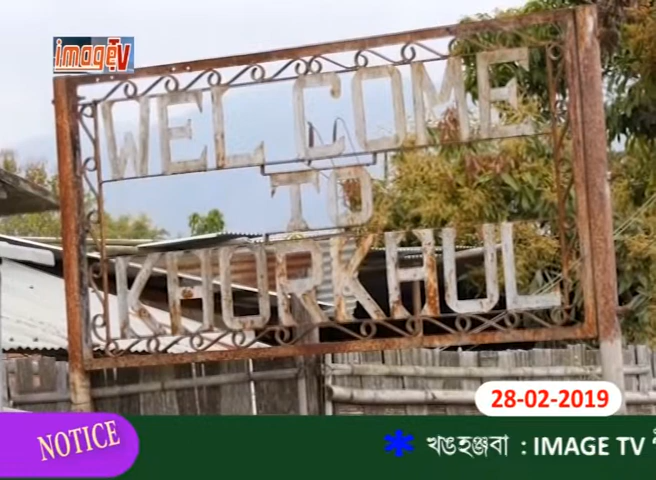 imageTV
WELCOME
TO
KHORKHUL
28-02-2019
NOTICE
খঙহঞ্জবা : IMAGE TV